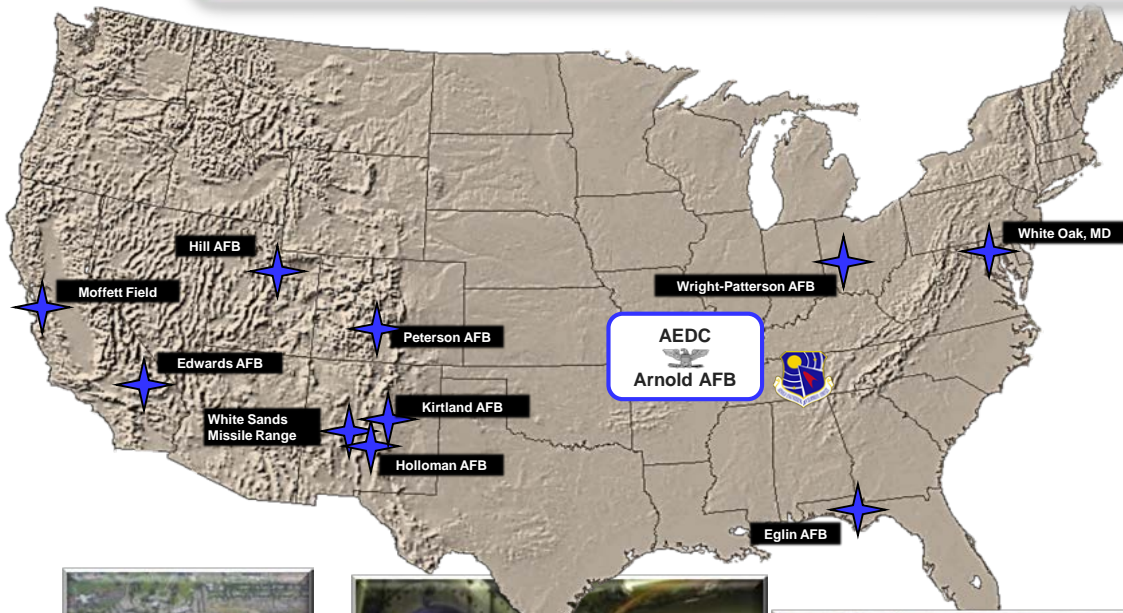 Hill AFB
White Oak, MD
Moffett Field
Wright-Patterson AFB
AEDC
Arnold AFB
Peterson AFB
Edwards AFB
Kirtland AFB
White Sands
Missile Range
Holloman AFB
Eglin AFB